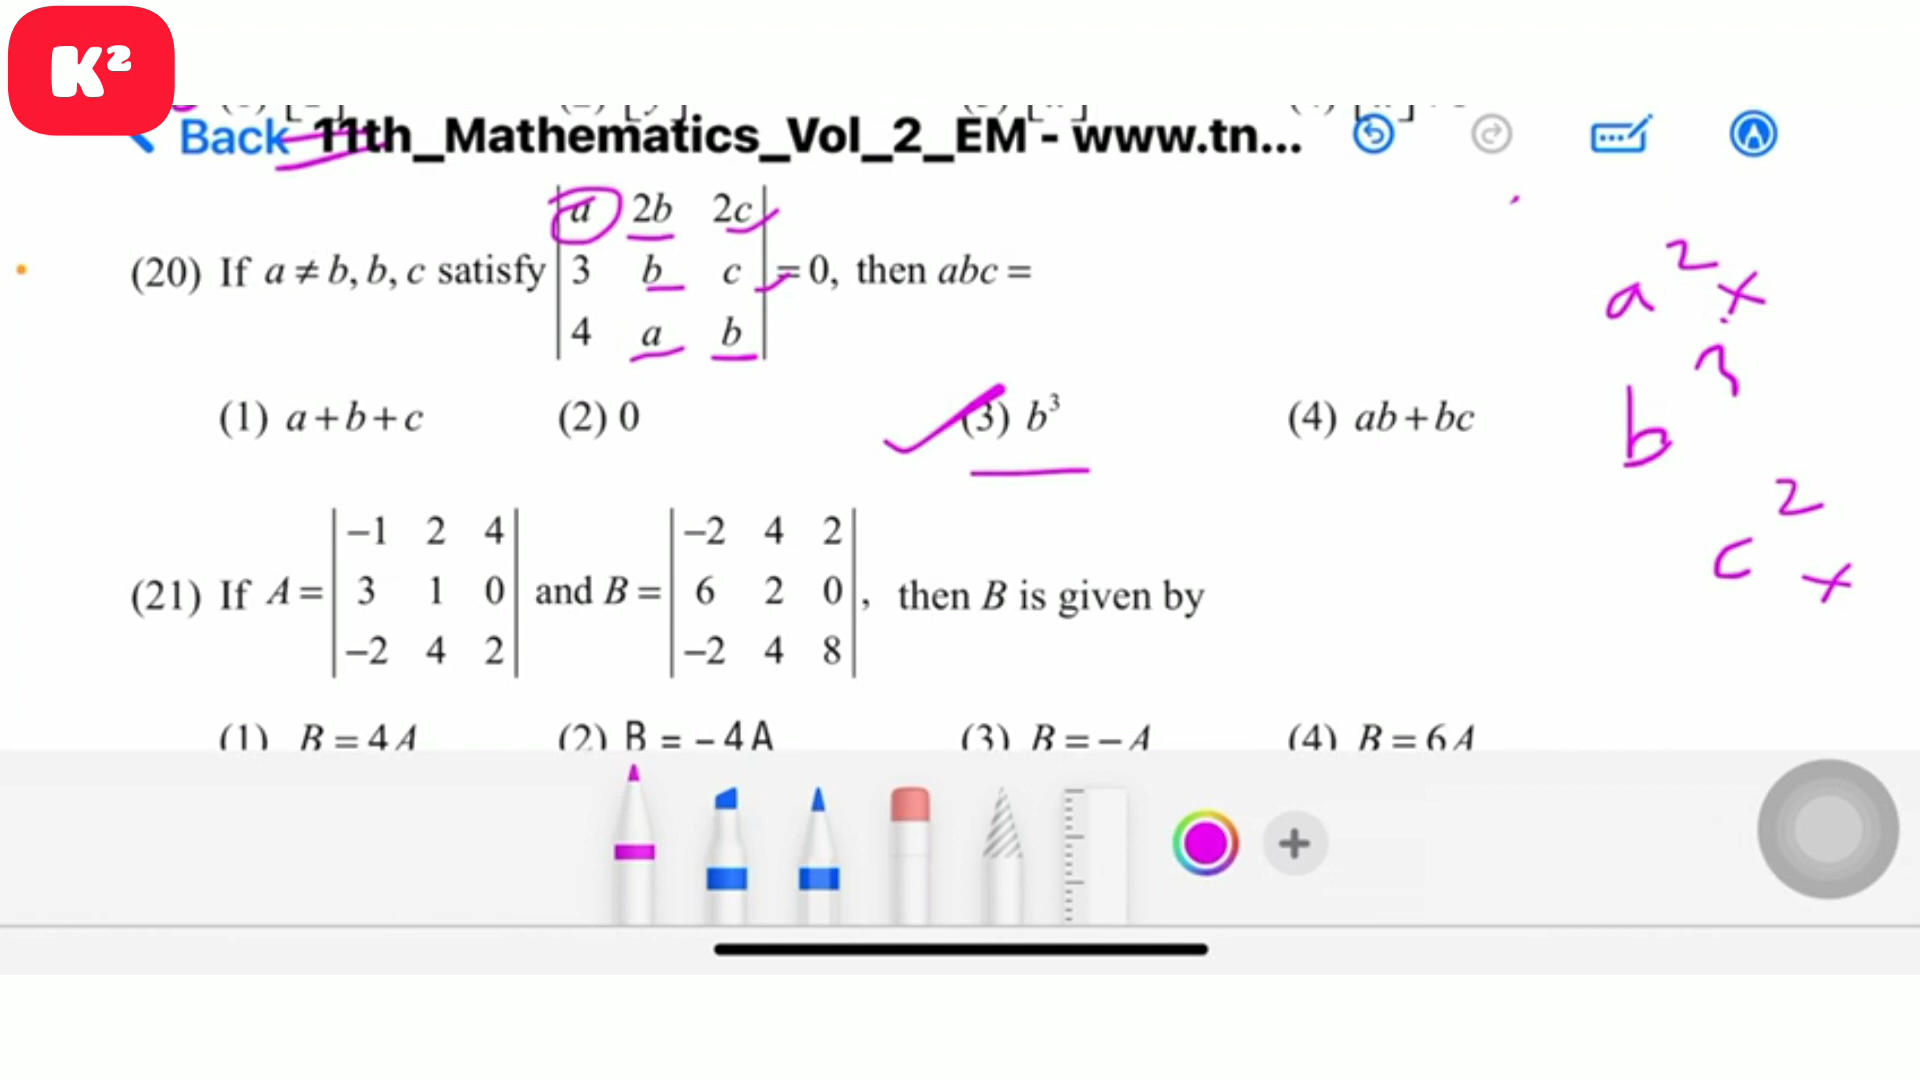 K²
Back 11th_Mathematics_Vol_2_EM - www.tn...
a 2b 2c
(20) If a ≠ b, b, c satisfy 3 b c = 0, then abc =
4 a b
(1) a + b + c (2) 0 (3) b³ (4) ab + bc
a² x
b³
c² x
-1 2 4 -2 4 2
(21) If A = 3 1 0 and B = 6 2 0 , then B is given by
-2 4 2 -2 4 8
(1) B = 4A (2) B = -4A (3) B = -A (4) B = 6A